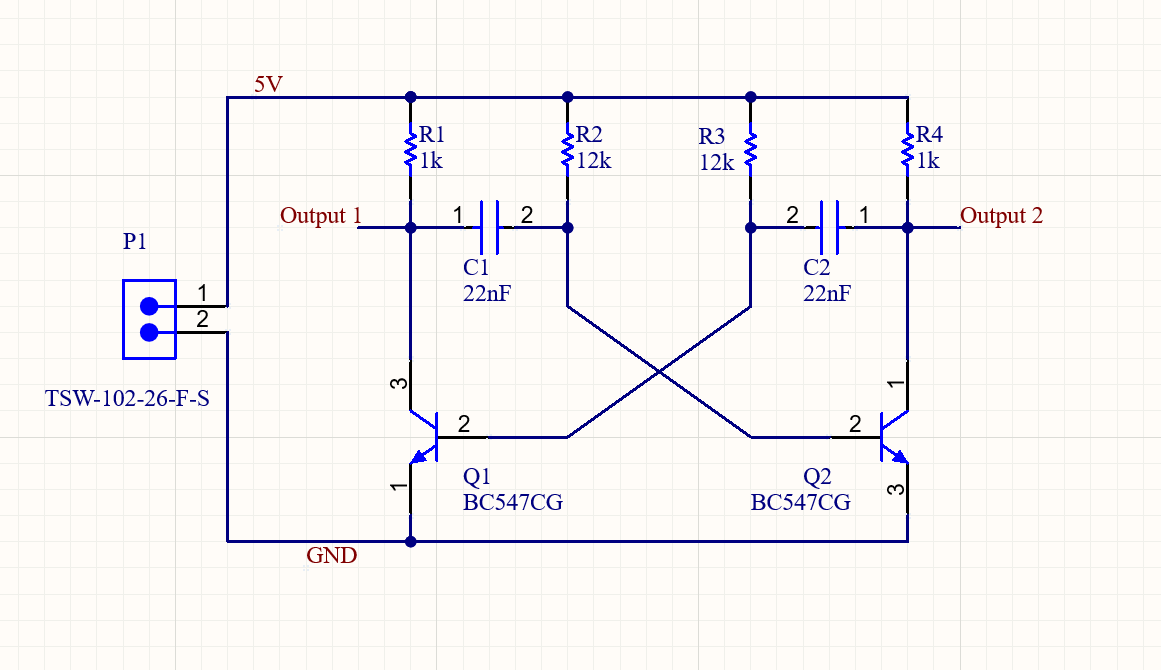 5V
R1
1k
R2
12k
R3
12k
R4
1k
Output 1
1
2
2
1
Output 2
C1
22nF
C2
22nF
P1
1
2
TSW-102-26-F-S
3
2
1
Q1
BC547CG
1
2
3
Q2
BC547CG
GND